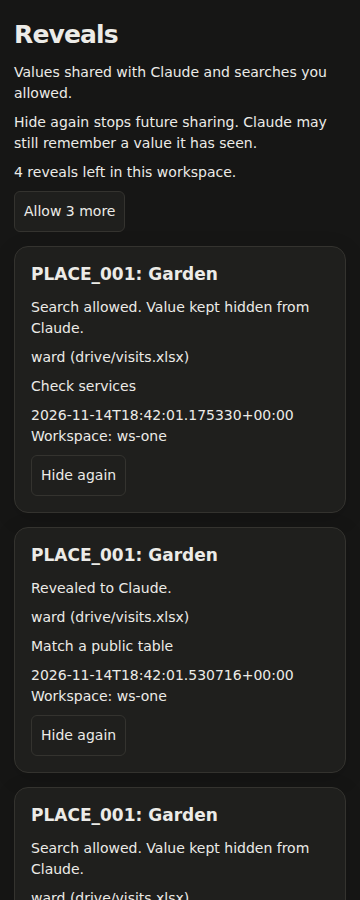 Reveals
Values shared with Claude and searches you
allowed.
Hide again stops future sharing. Claude may
still remember a value it has seen.
4 reveals left in this workspace.
Allow 3 more
PLACE_001: Garden
Search allowed. Value kept hidden from
Claude.
ward (drive/visits.xlsx)
Check services
2026-11-14T18:42:01.175330+00:00
Workspace: ws-one
Hide again
PLACE_001: Garden
Revealed to Claude.
ward (drive/visits.xlsx)
Match a public table
2026-11-14T18:42:01.530716+00:00
Workspace: ws-one
Hide again
PLACE_001: Garden
Search allowed. Value kept hidden from
Claude.
ward (drive/visits.xlsx)